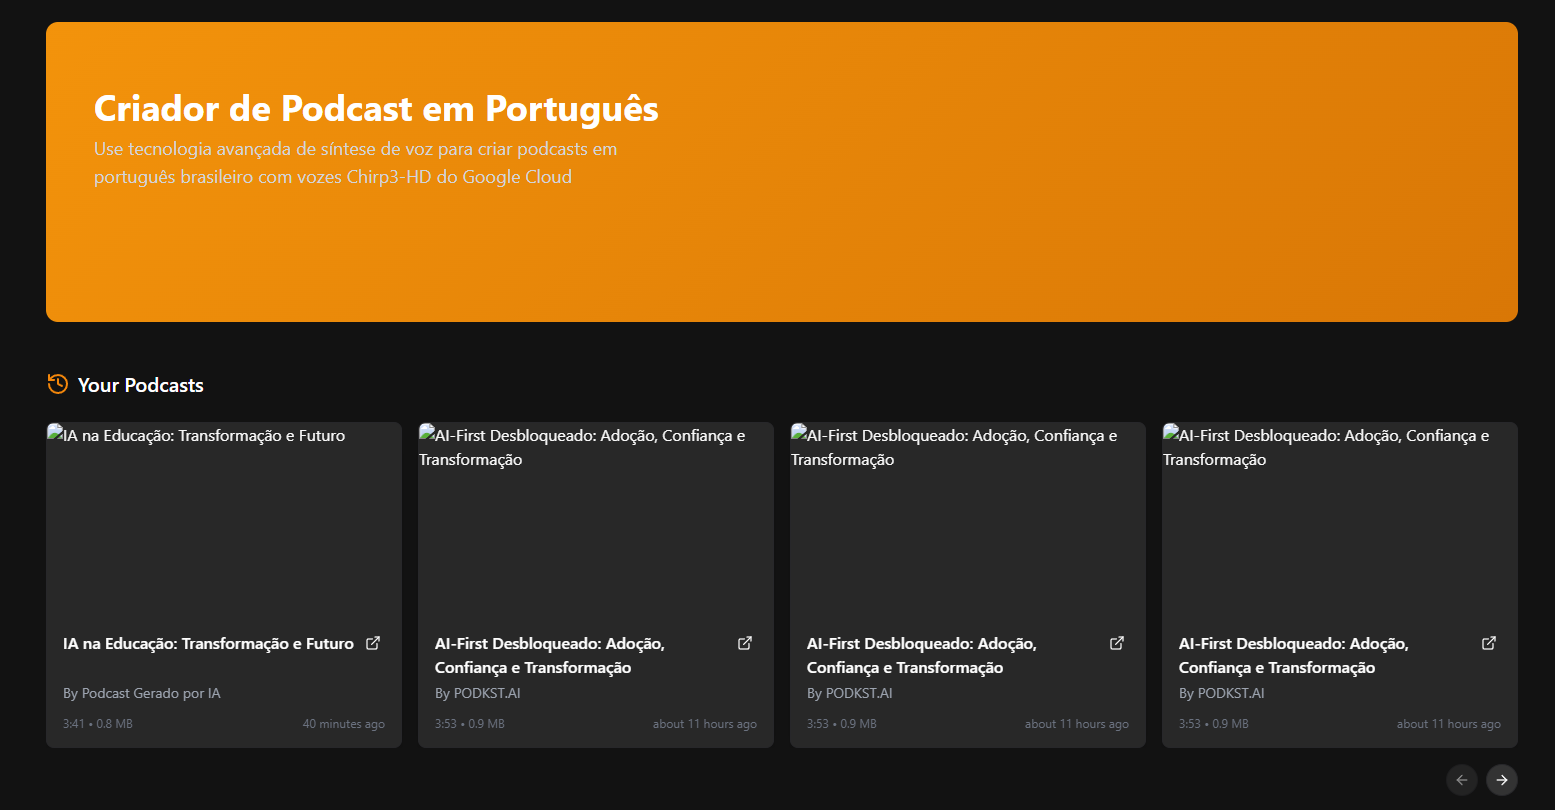 Criador de Podcast em Português
Use tecnologia avançada de síntese de voz para criar podcasts em
português brasileiro com vozes Chirp3-HD do Google Cloud
Your Podcasts
IA na Educação: Transformação e Futuro
IA na Educação: Transformação e Futuro
By Podcast Gerado por IA
3:41 • 0.8 MB
40 minutes ago
AI-First Desbloqueado: Adoção, Confiança e
Transformação
AI-First Desbloqueado: Adoção,
Confiança e Transformação
By PODKST.AI
3:53 • 0.9 MB
about 11 hours ago
AI-First Desbloqueado: Adoção, Confiança e
Transformação
AI-First Desbloqueado: Adoção,
Confiança e Transformação
By PODKST.AI
3:53 • 0.9 MB
about 11 hours ago
AI-First Desbloqueado: Adoção, Confiança e
Transformação
AI-First Desbloqueado: Adoção,
Confiança e Transformação
By PODKST.AI
3:53 • 0.9 MB
about 11 hours ago